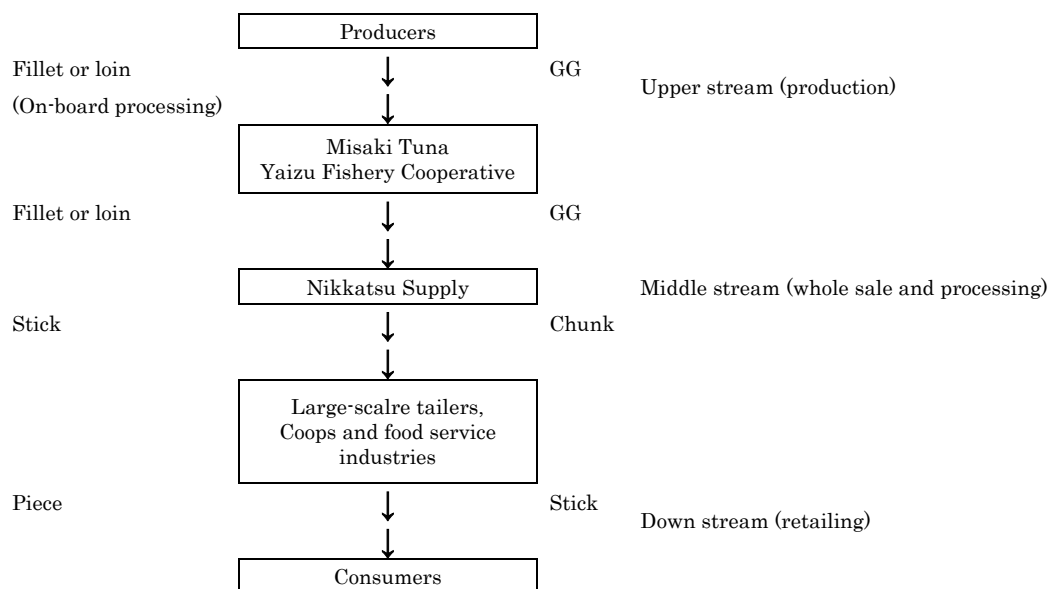 Producers
Fillet or loin
GG
(On-board processing)
Upper stream (production)
Misaki Tuna
Yaizu Fishery Cooperative
Fillet or loin
GG
Nikkatsu Supply
Middle stream (whole sale and processing)
Stick
Chunk
Large-scalre tailers,
Coops and food service
industries
Piece
Stick
Down stream (retailing)
Consumers